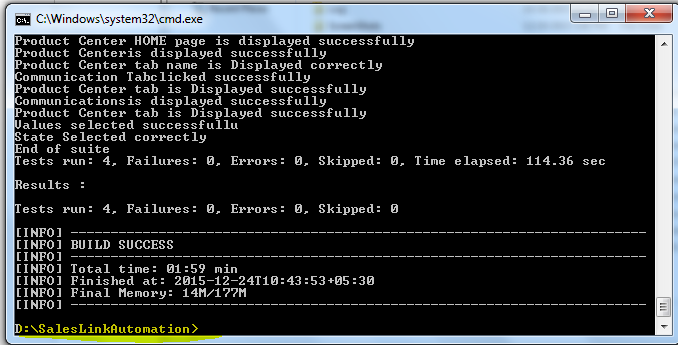 C:\Windows\system32\cmd.exe
Product Center HOME page is displayed successfully
Product Centeris displayed successfully
Product Center tab name is Displayed correctly
Communication Tabclicked successfully
Product Center tab is Displayed successfully
Communicationsis displayed successfully
Product Center tab is Displayed successfully
Values selected successfullu
State Selected correctly
End of suite
Tests run: 4, Failures: 0, Errors: 0, Skipped: 0, Time elapsed: 114.36 sec
Results :
Tests run: 4, Failures: 0, Errors: 0, Skipped: 0
[INFO] ------------------------------------------------------------------------
[INFO] BUILD SUCCESS
[INFO] ------------------------------------------------------------------------
[INFO] Total time: 01:59 min
[INFO] Finished at: 2015-12-24T10:43:53+05:30
[INFO] Final Memory: 14M/177M
[INFO] ------------------------------------------------------------------------
D:\SalesLinkAutomation>